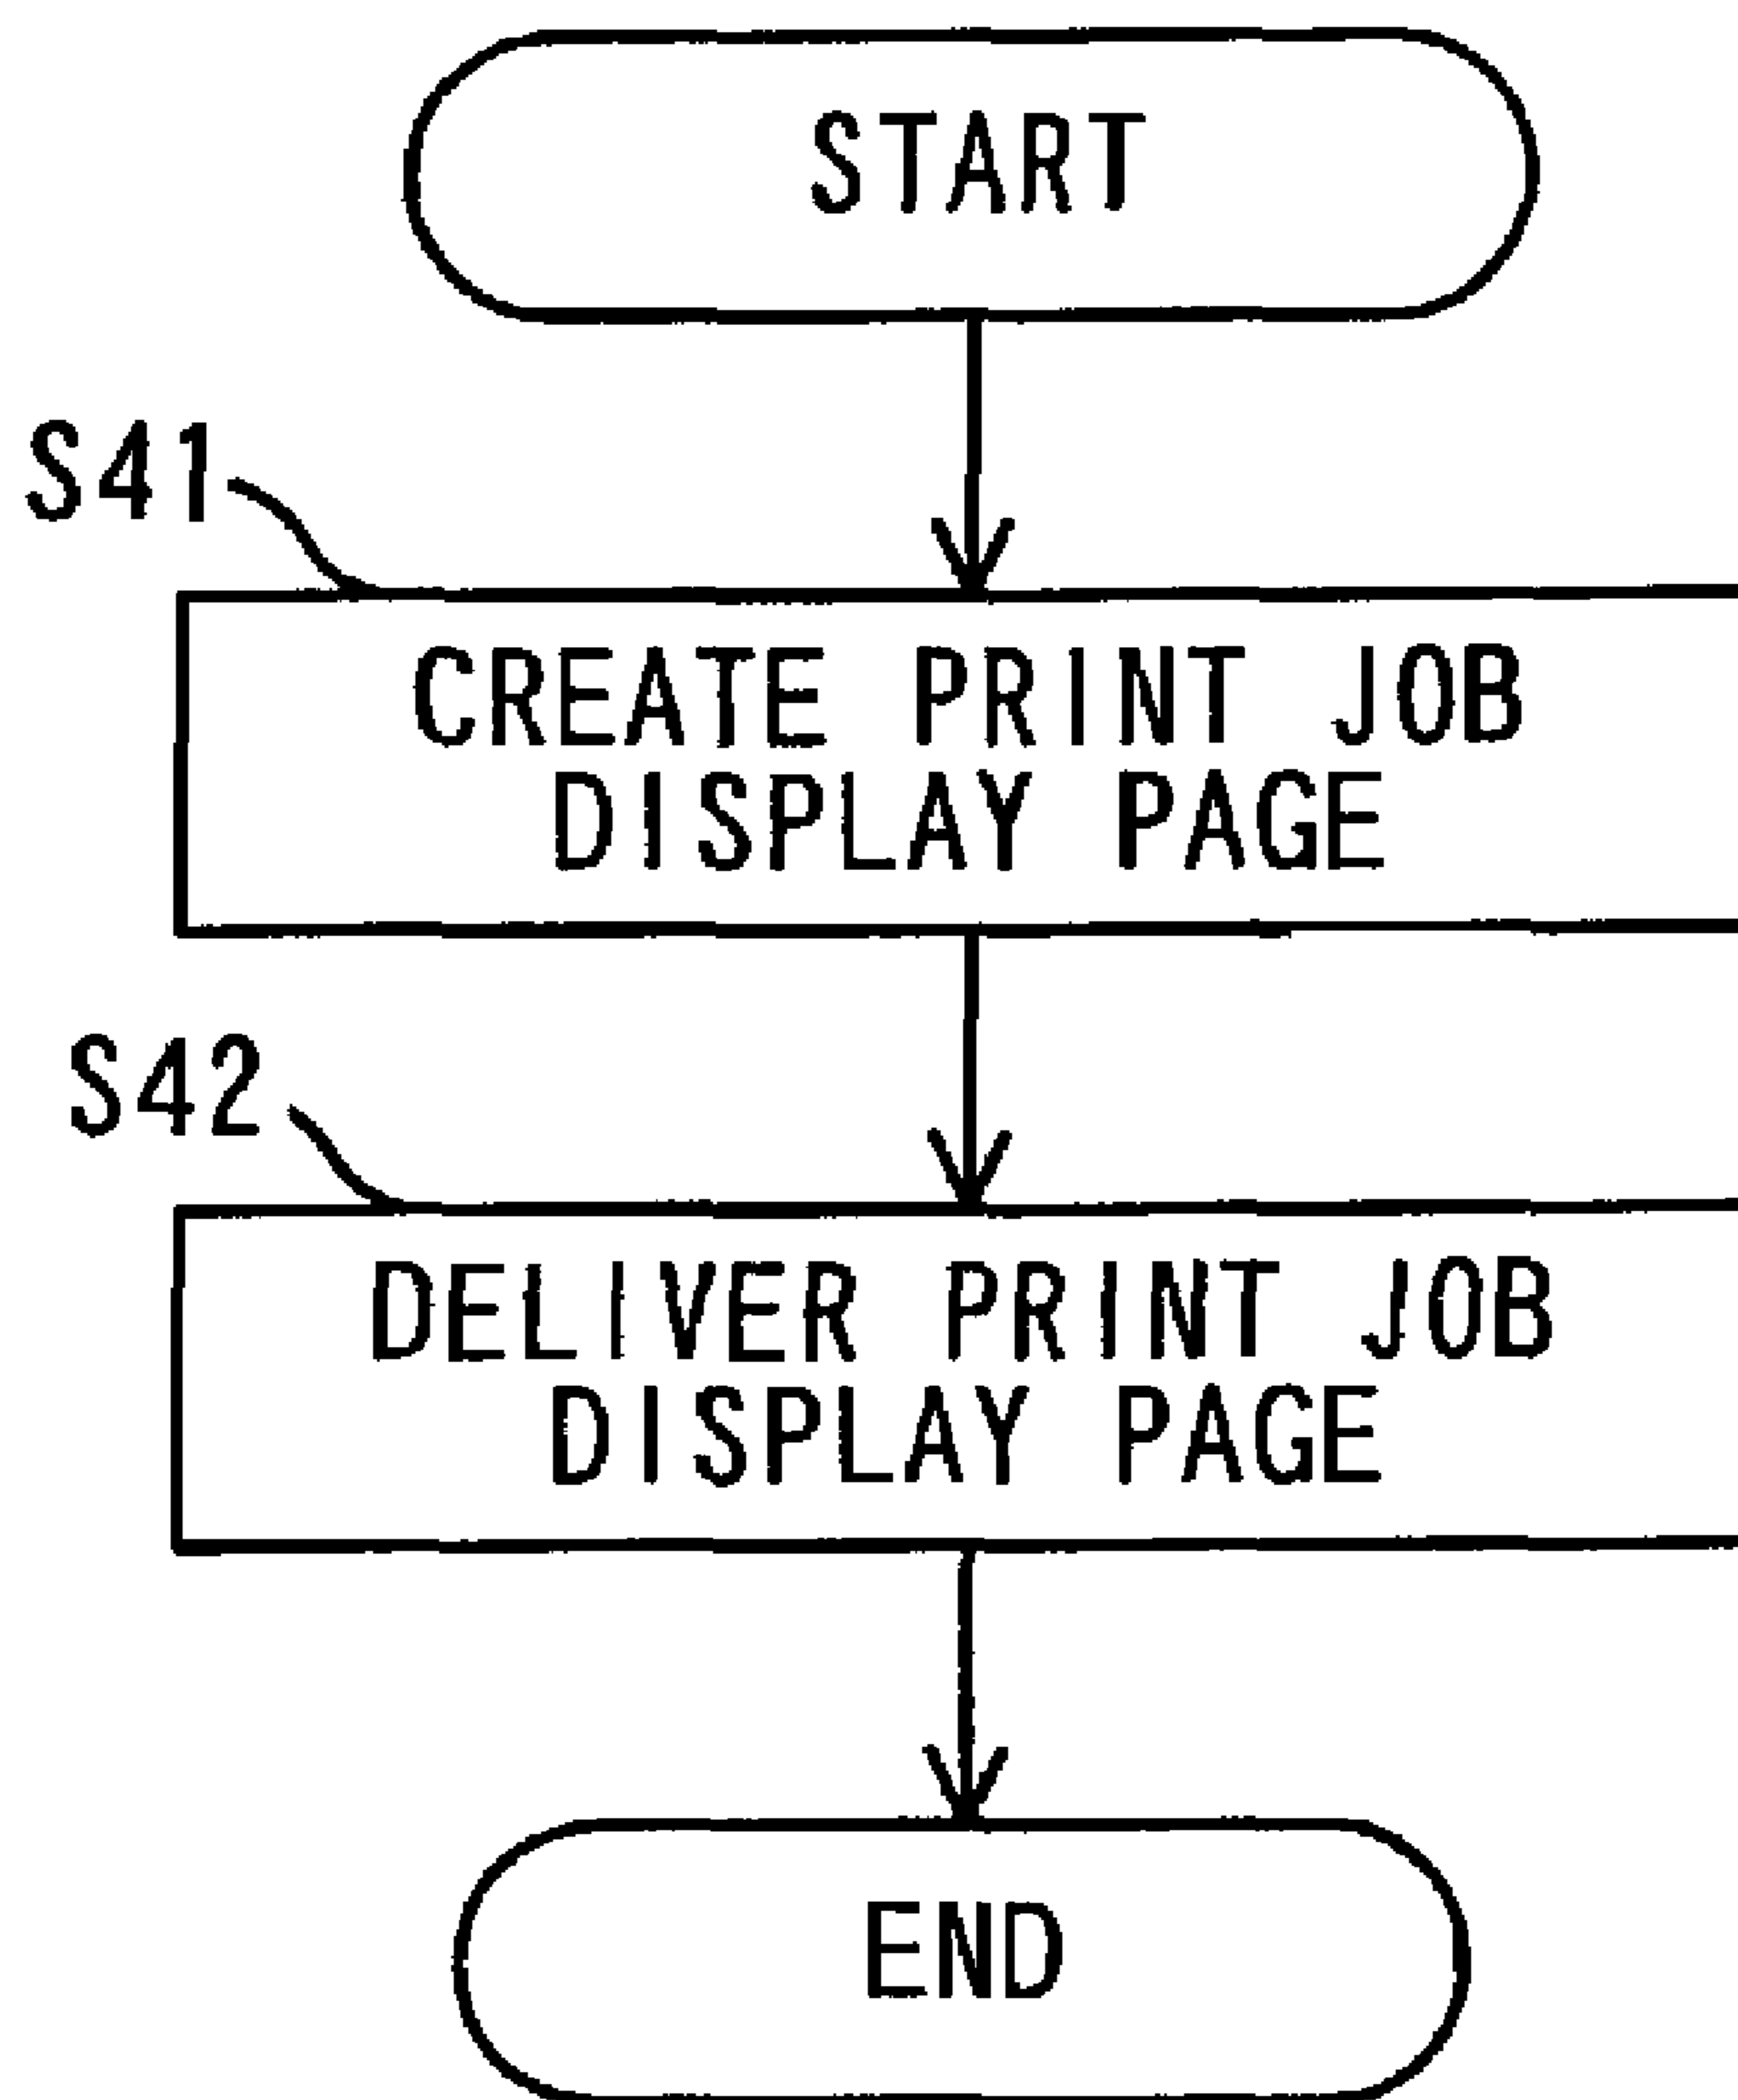 START
S41
CREATE PRINT JOB
DISPLAY PAGE
S42
DELIVER PRINT JOB
DISPLAY PAGE
END